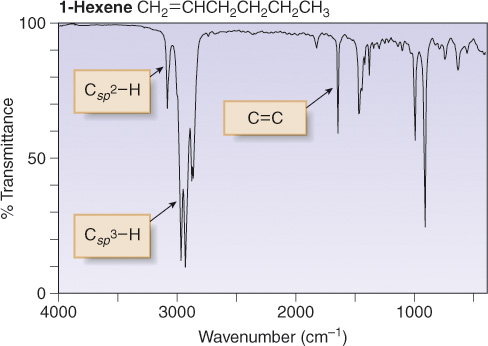 1-Hexene CH₂=CHCH₂CH₂CH₂CH₃
100
Csp²–H
C=C
50
Csp³–H
0
% Transmittance
4000 3000 2000 1000
Wavenumber (cm⁻¹)